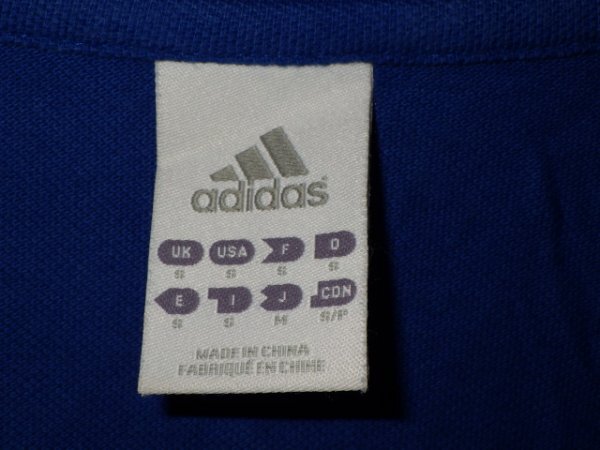 adidas
UK USA F D
S S S S
E I J CDN
S S M S/P
MADE IN CHINA
FABRIQUÉ EN CHINE